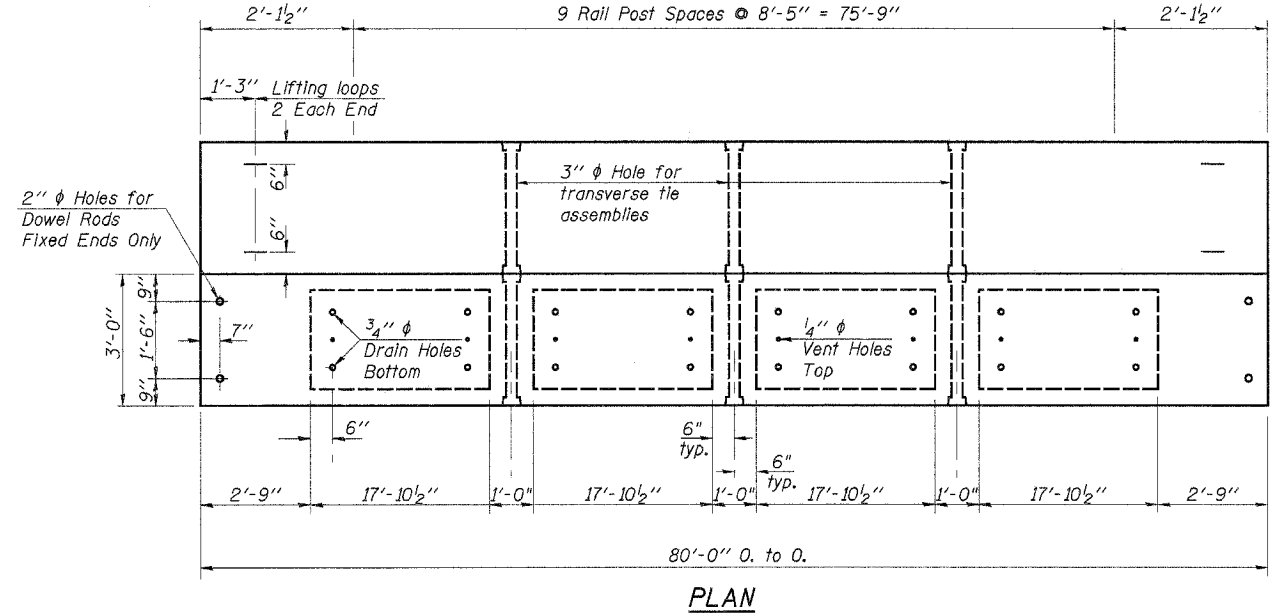 2'-1½" 9 Rail Post Spaces @ 8'-5" = 75'-9" 2'-1½"
1'-3" Lifting loops
2 Each End
2" ϕ Holes for
Dowel Rods
Fixed Ends Only
6"
6"
3" ϕ Hole for
transverse tie
assemblies
3'-0"
9"
1'-6"
9"
7"
¾" ϕ
Drain Holes
Bottom
¼" ϕ
Vent Holes
Top
6"
6"
typ.
6"
typ.
2'-9" 17'-10½" 1'-0" 17'-10½" 1'-0" 17'-10½" 1'-0" 17'-10½" 2'-9"
80'-0" O. to O.
PLAN